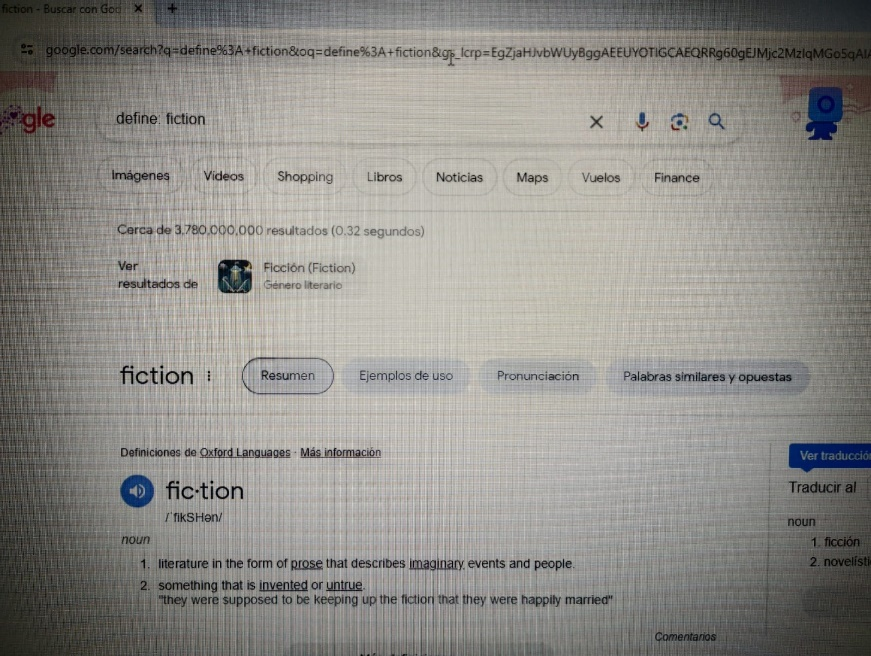 fiction - Buscar con Goo
google.com/search?q=define%3A+fiction&oq=define%3A+fiction&gs_lcrp=
gle
define: fiction
Imágenes Videos Shopping Libros Noticias Maps Vuelos Finance
Cerca de 3,780,000,000 resultados (0.32 segundos)
Ver resultados de
Ficción (Fiction)
Género literario
fiction Resumen Ejemplos de uso Pronunciación Palabras similares y opuestas
Definiciones de Oxford Languages · Más información
fic·tion
/ˈfikSHən/
noun
1. literature in the form of prose that describes imaginary events and people.
2. something that is invented or untrue.
"they were supposed to be keeping up the fiction that they were happily married"
Comentarios
Ver traducció
Traducir al
noun
1. ficción
2. novelísti